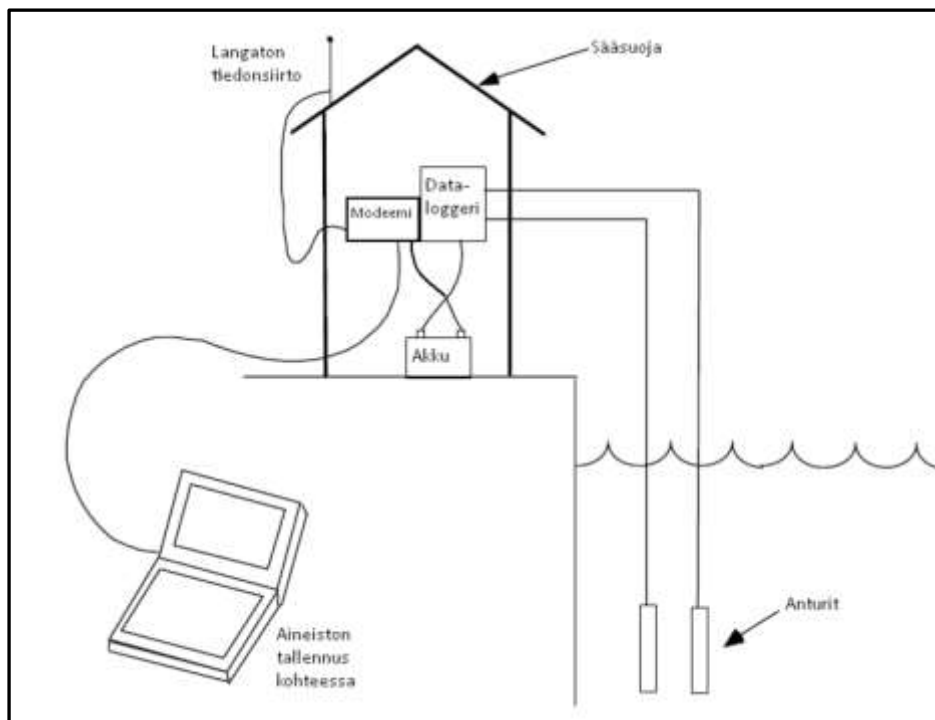 Langaton
tiedonsiirto
Sääsuoja
Data-
loggeri
Modeemi
Akku
Anturit
Aineiston
tallennus
kohteessa